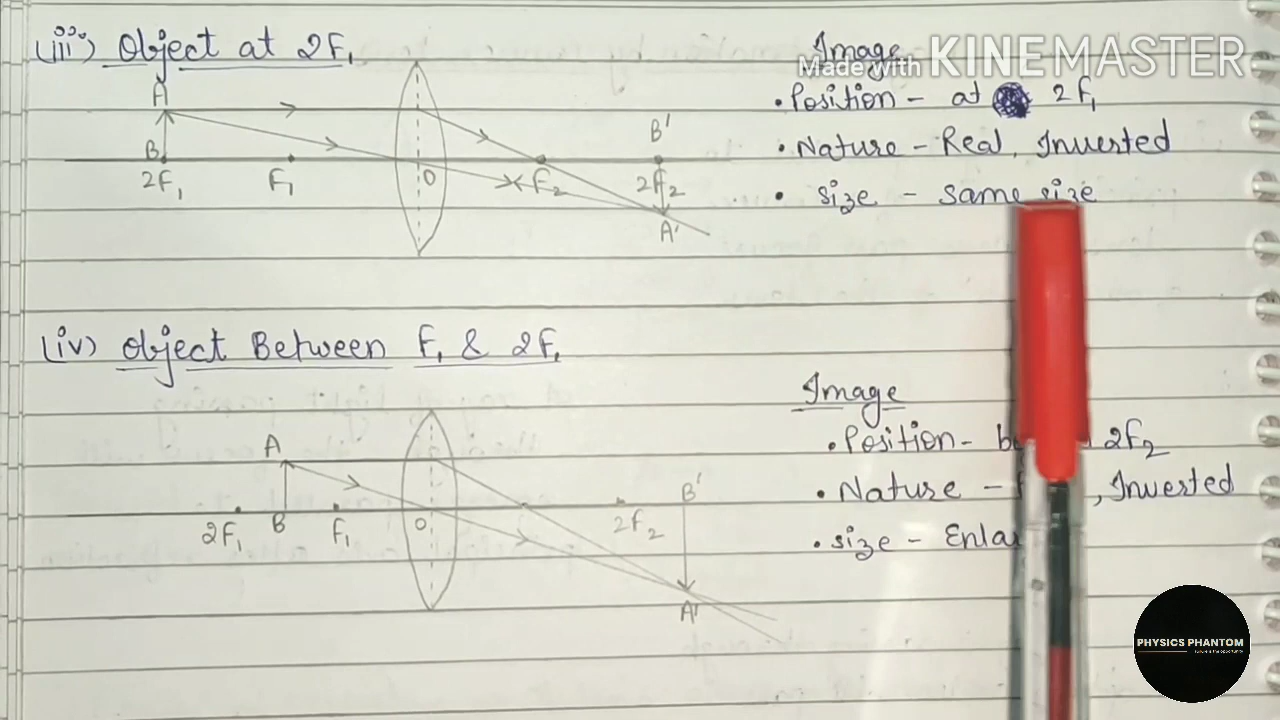 (iii) Object at 2F₁
A
B
2F₁
F₁
O
F₂
B'
2F₂
A'
Image
Made with KINEMASTER
• Position - at 2F₁
• Nature - Real, Inverted
• size - same size
(iv) Object Between F₁ & 2F₁
A
2F₁
B
F₁
O
2F₂
B'
A'
Image
• Position - 2F₂
• Nature - , Inverted
• size -
PHYSICS PHANTOM